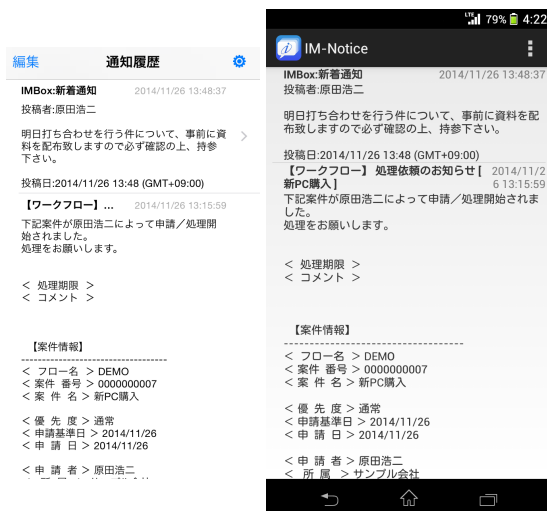 編集
通知履歴
IMBox:新着通知 2014/11/26 13:48:37
投稿者:原田浩二
明日打ち合わせを行う件について、事前に資
料を配布致しますので必ず確認の上、持参
下さい。
投稿日:2014/11/26 13:48 (GMT+09:00)
【ワークフロー】... 2014/11/26 13:15:59
下記案件が原田浩二によって申請／処理開
始されました。
処理をお願いします。
＜ 処理期限 ＞
＜ コメント ＞
【案件情報】
-----------------------------------
＜ フロー名 ＞ DEMO
＜ 案件 番号 ＞ 0000000007
＜ 案 件 名 ＞ 新PC購入
＜ 優 先 度 ＞ 通常
＜ 申請基準日 ＞ 2014/11/26
＜ 申 請 日 ＞ 2014/11/26
＜ 申 請 者 ＞ 原田浩二
LTE 79% 4:22
IM-Notice
IMBox:新着通知 2014/11/26 13:48:37
投稿者:原田浩二
明日打ち合わせを行う件について、事前に資料を配
布致しますので必ず確認の上、持参下さい。
投稿日:2014/11/26 13:48 (GMT+09:00)
【ワークフロー】 処理依頼のお知らせ [ 2014/11/2
新PC購入 ] 6 13:15:59
下記案件が原田浩二によって申請／処理開始されま
した。
処理をお願いします。
＜ 処理期限 ＞
＜ コメント ＞
【案件情報】
-----------------------------------
＜ フロー名 ＞ DEMO
＜ 案件 番号 ＞ 0000000007
＜ 案 件 名 ＞ 新PC購入
＜ 優 先 度 ＞ 通常
＜ 申請基準日 ＞ 2014/11/26
＜ 申 請 日 ＞ 2014/11/26
＜ 申 請 者 ＞ 原田浩二
＜ 所 属 ＞ サンプル会社